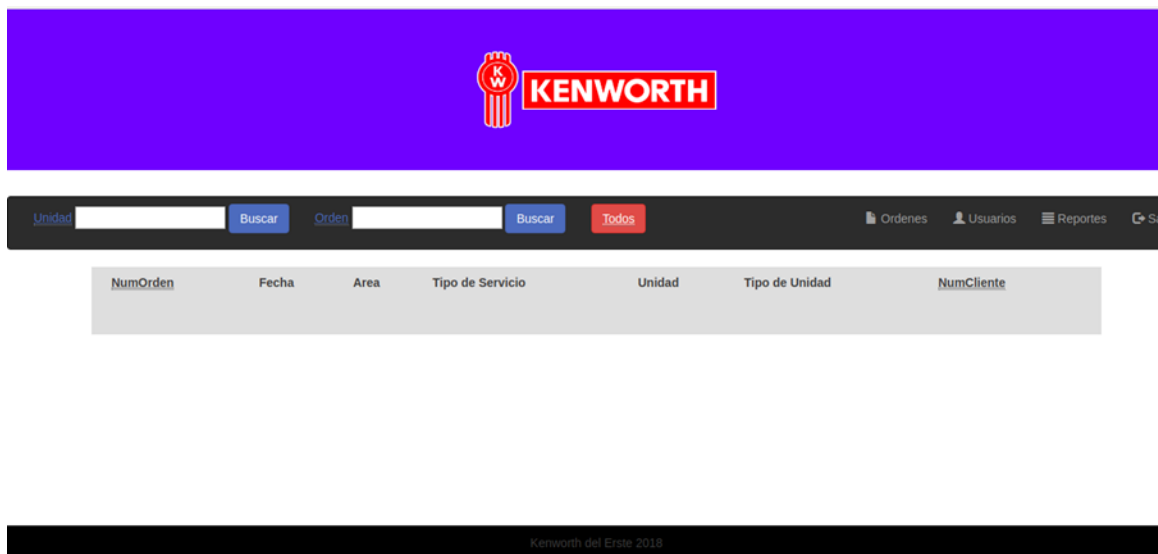 KW
KENWORTH
Unidad Buscar Orden Buscar Todos Ordenes Usuarios Reportes Sa
NumOrden Fecha Area Tipo de Servicio Unidad Tipo de Unidad NumCliente
Kenworth del Erste 2018